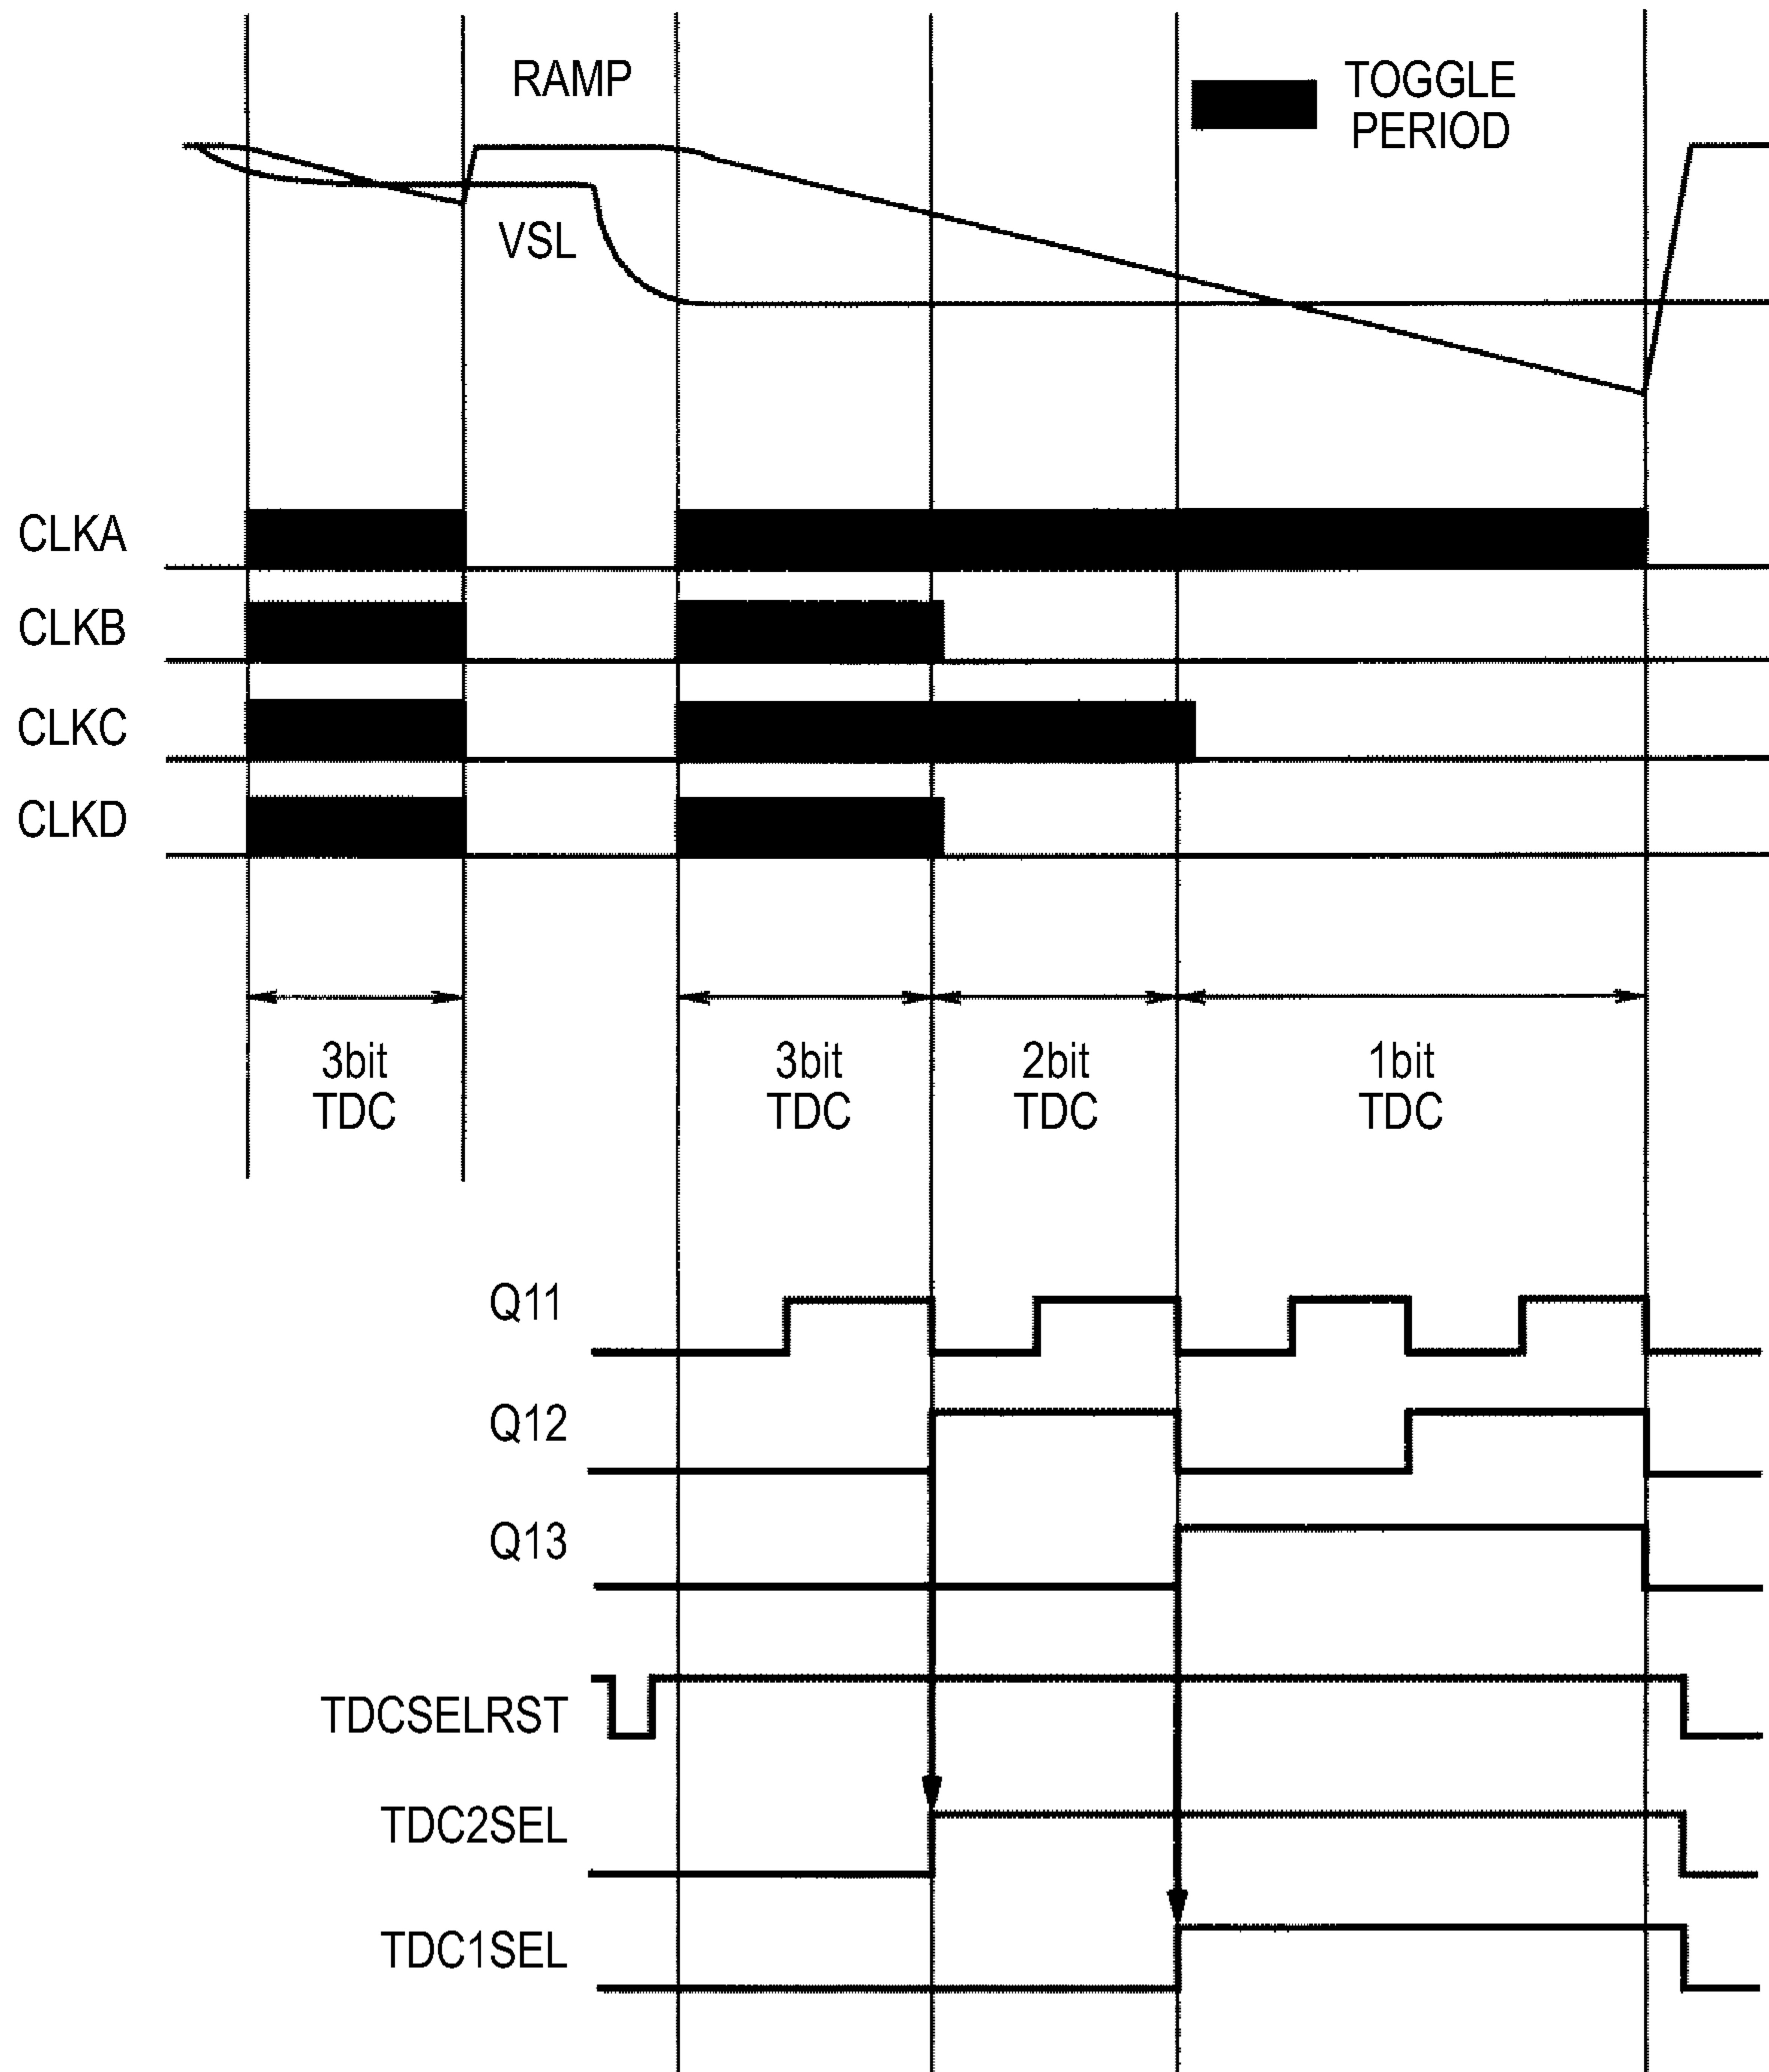 RAMP
TOGGLE
PERIOD
VSL
CLKA
CLKB
CLKC
CLKD
3bit
TDC
3bit
TDC
2bit
TDC
1bit
TDC
Q11
Q12
Q13
TDCSELRST
TDC2SEL
TDC1SEL